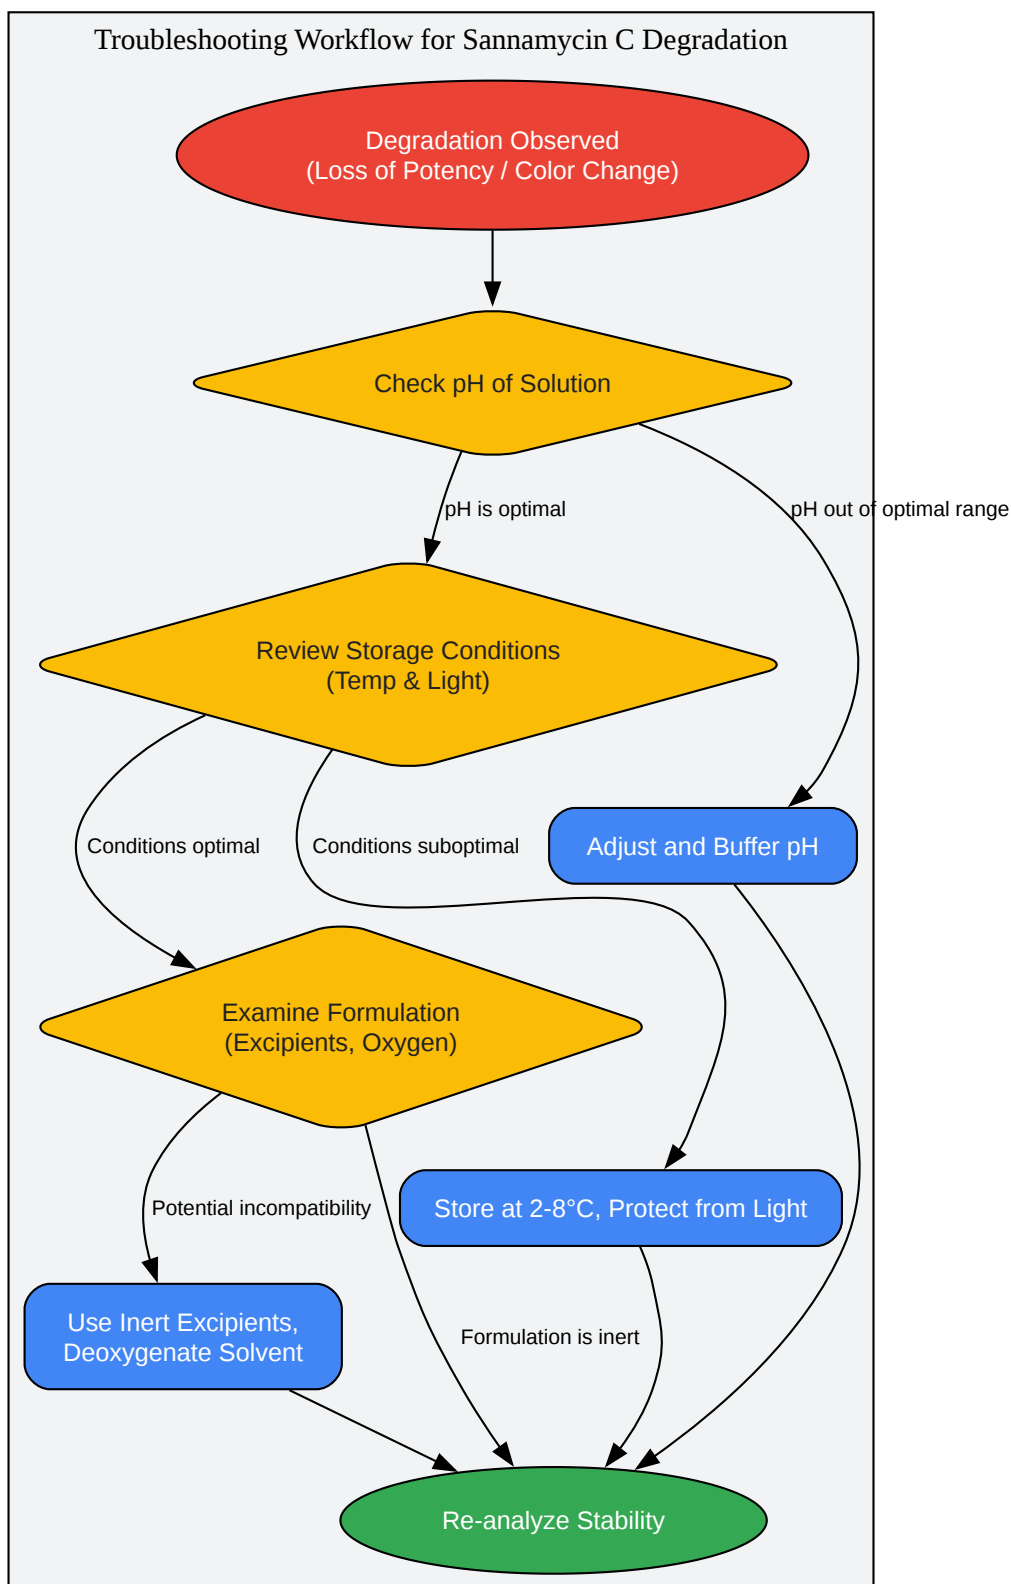 Troubleshooting Workflow for Sannamycin C Degradation
Degradation Observed
(Loss of Potency / Color Change)
Check pH of Solution
pH is optimal
pH out of optimal range
Review Storage Conditions
(Temp & Light)
Conditions optimal
Conditions suboptimal
Adjust and Buffer pH
Examine Formulation
(Excipients, Oxygen)
Potential incompatibility
Store at 2-8°C, Protect from Light
Use Inert Excipients,
Deoxygenate Solvent
Formulation is inert
Re-analyze Stability